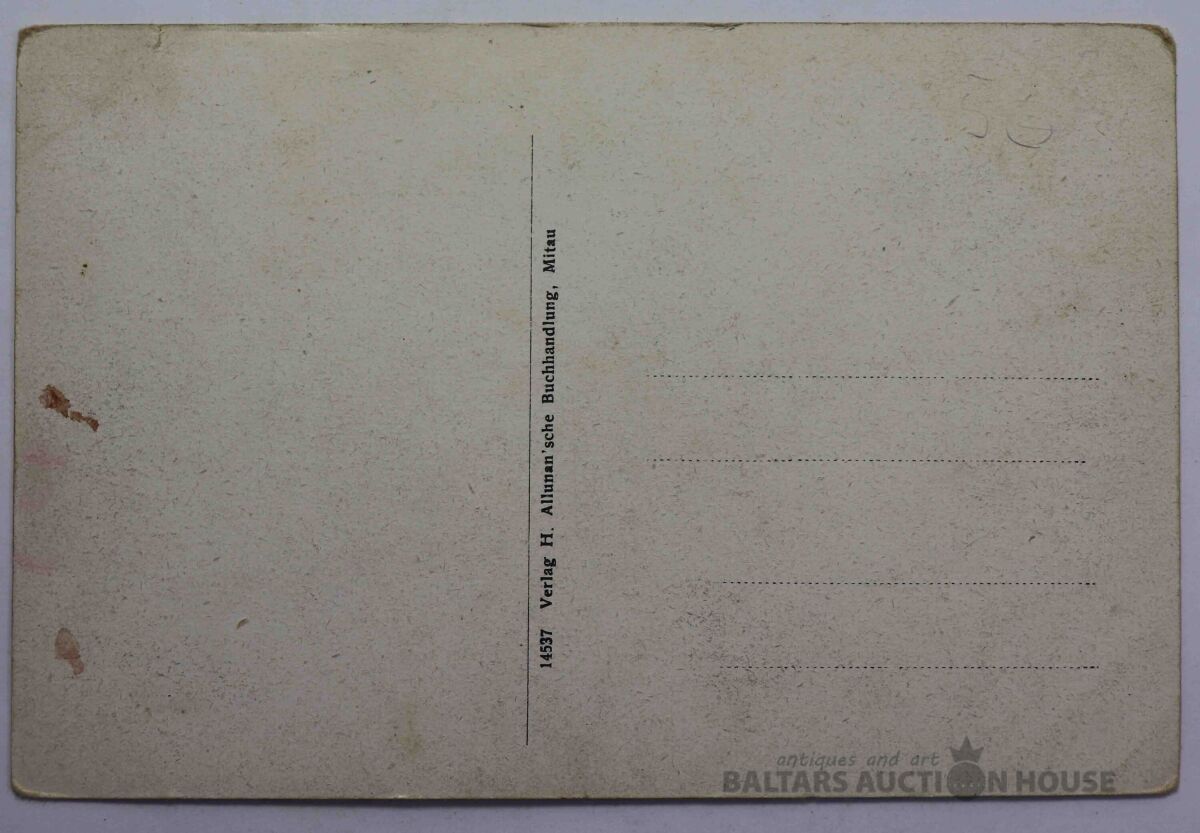 14537 Verlag H. Allunan'sche Buchhandlung, Mitau
antiques and art
BALTARS AUCTION HOUSE